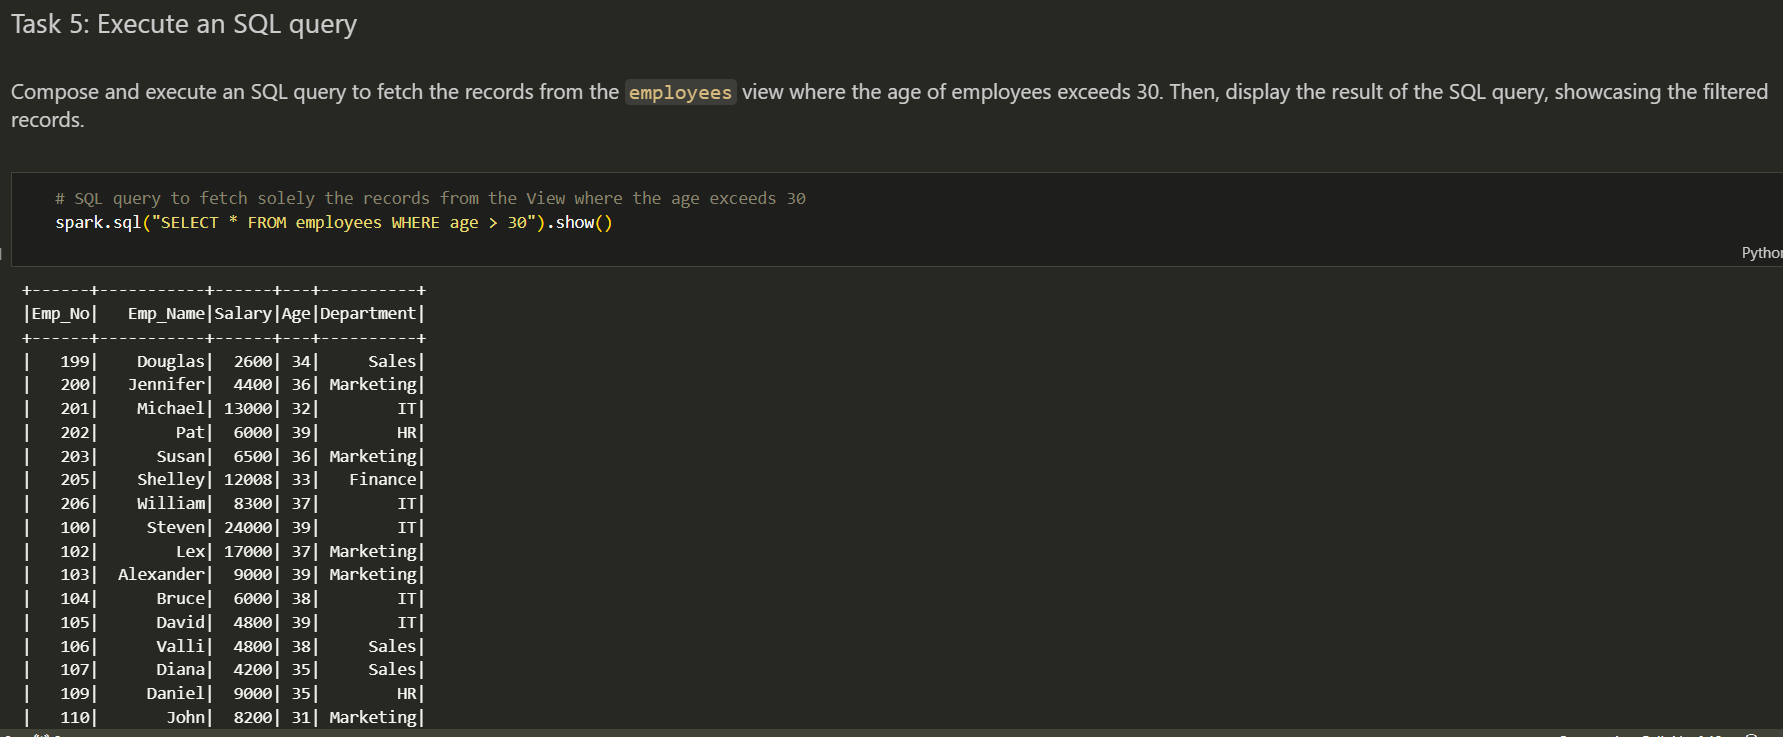 Task 5: Execute an SQL query
Compose and execute an SQL query to fetch the records from the employees view where the age of employees exceeds 30. Then, display the result of the SQL query, showcasing the filtered
records.
# SQL query to fetch solely the records from the View where the age exceeds 30
spark.sql("SELECT * FROM employees WHERE age > 30").show()
+------+-----------+------+---+----------+
|Emp_No|   Emp_Name|Salary|Age|Department|
+------+-----------+------+---+----------+
|   199|    Douglas|  2600| 34|     Sales|
|   200|   Jennifer|  4400| 36| Marketing|
|   201|    Michael| 13000| 32|        IT|
|   202|        Pat|  6000| 39|        HR|
|   203|      Susan|  6500| 36| Marketing|
|   205|    Shelley| 12008| 33|   Finance|
|   206|    William|  8300| 37|        IT|
|   100|     Steven| 24000| 39|        IT|
|   102|        Lex| 17000| 37| Marketing|
|   103|  Alexander|  9000| 39| Marketing|
|   104|      Bruce|  6000| 38|        IT|
|   105|      David|  4800| 39|        IT|
|   106|      Valli|  4800| 38|     Sales|
|   107|      Diana|  4200| 35|     Sales|
|   109|     Daniel|  9000| 35|        HR|
|   110|       John|  8200| 31| Marketing|